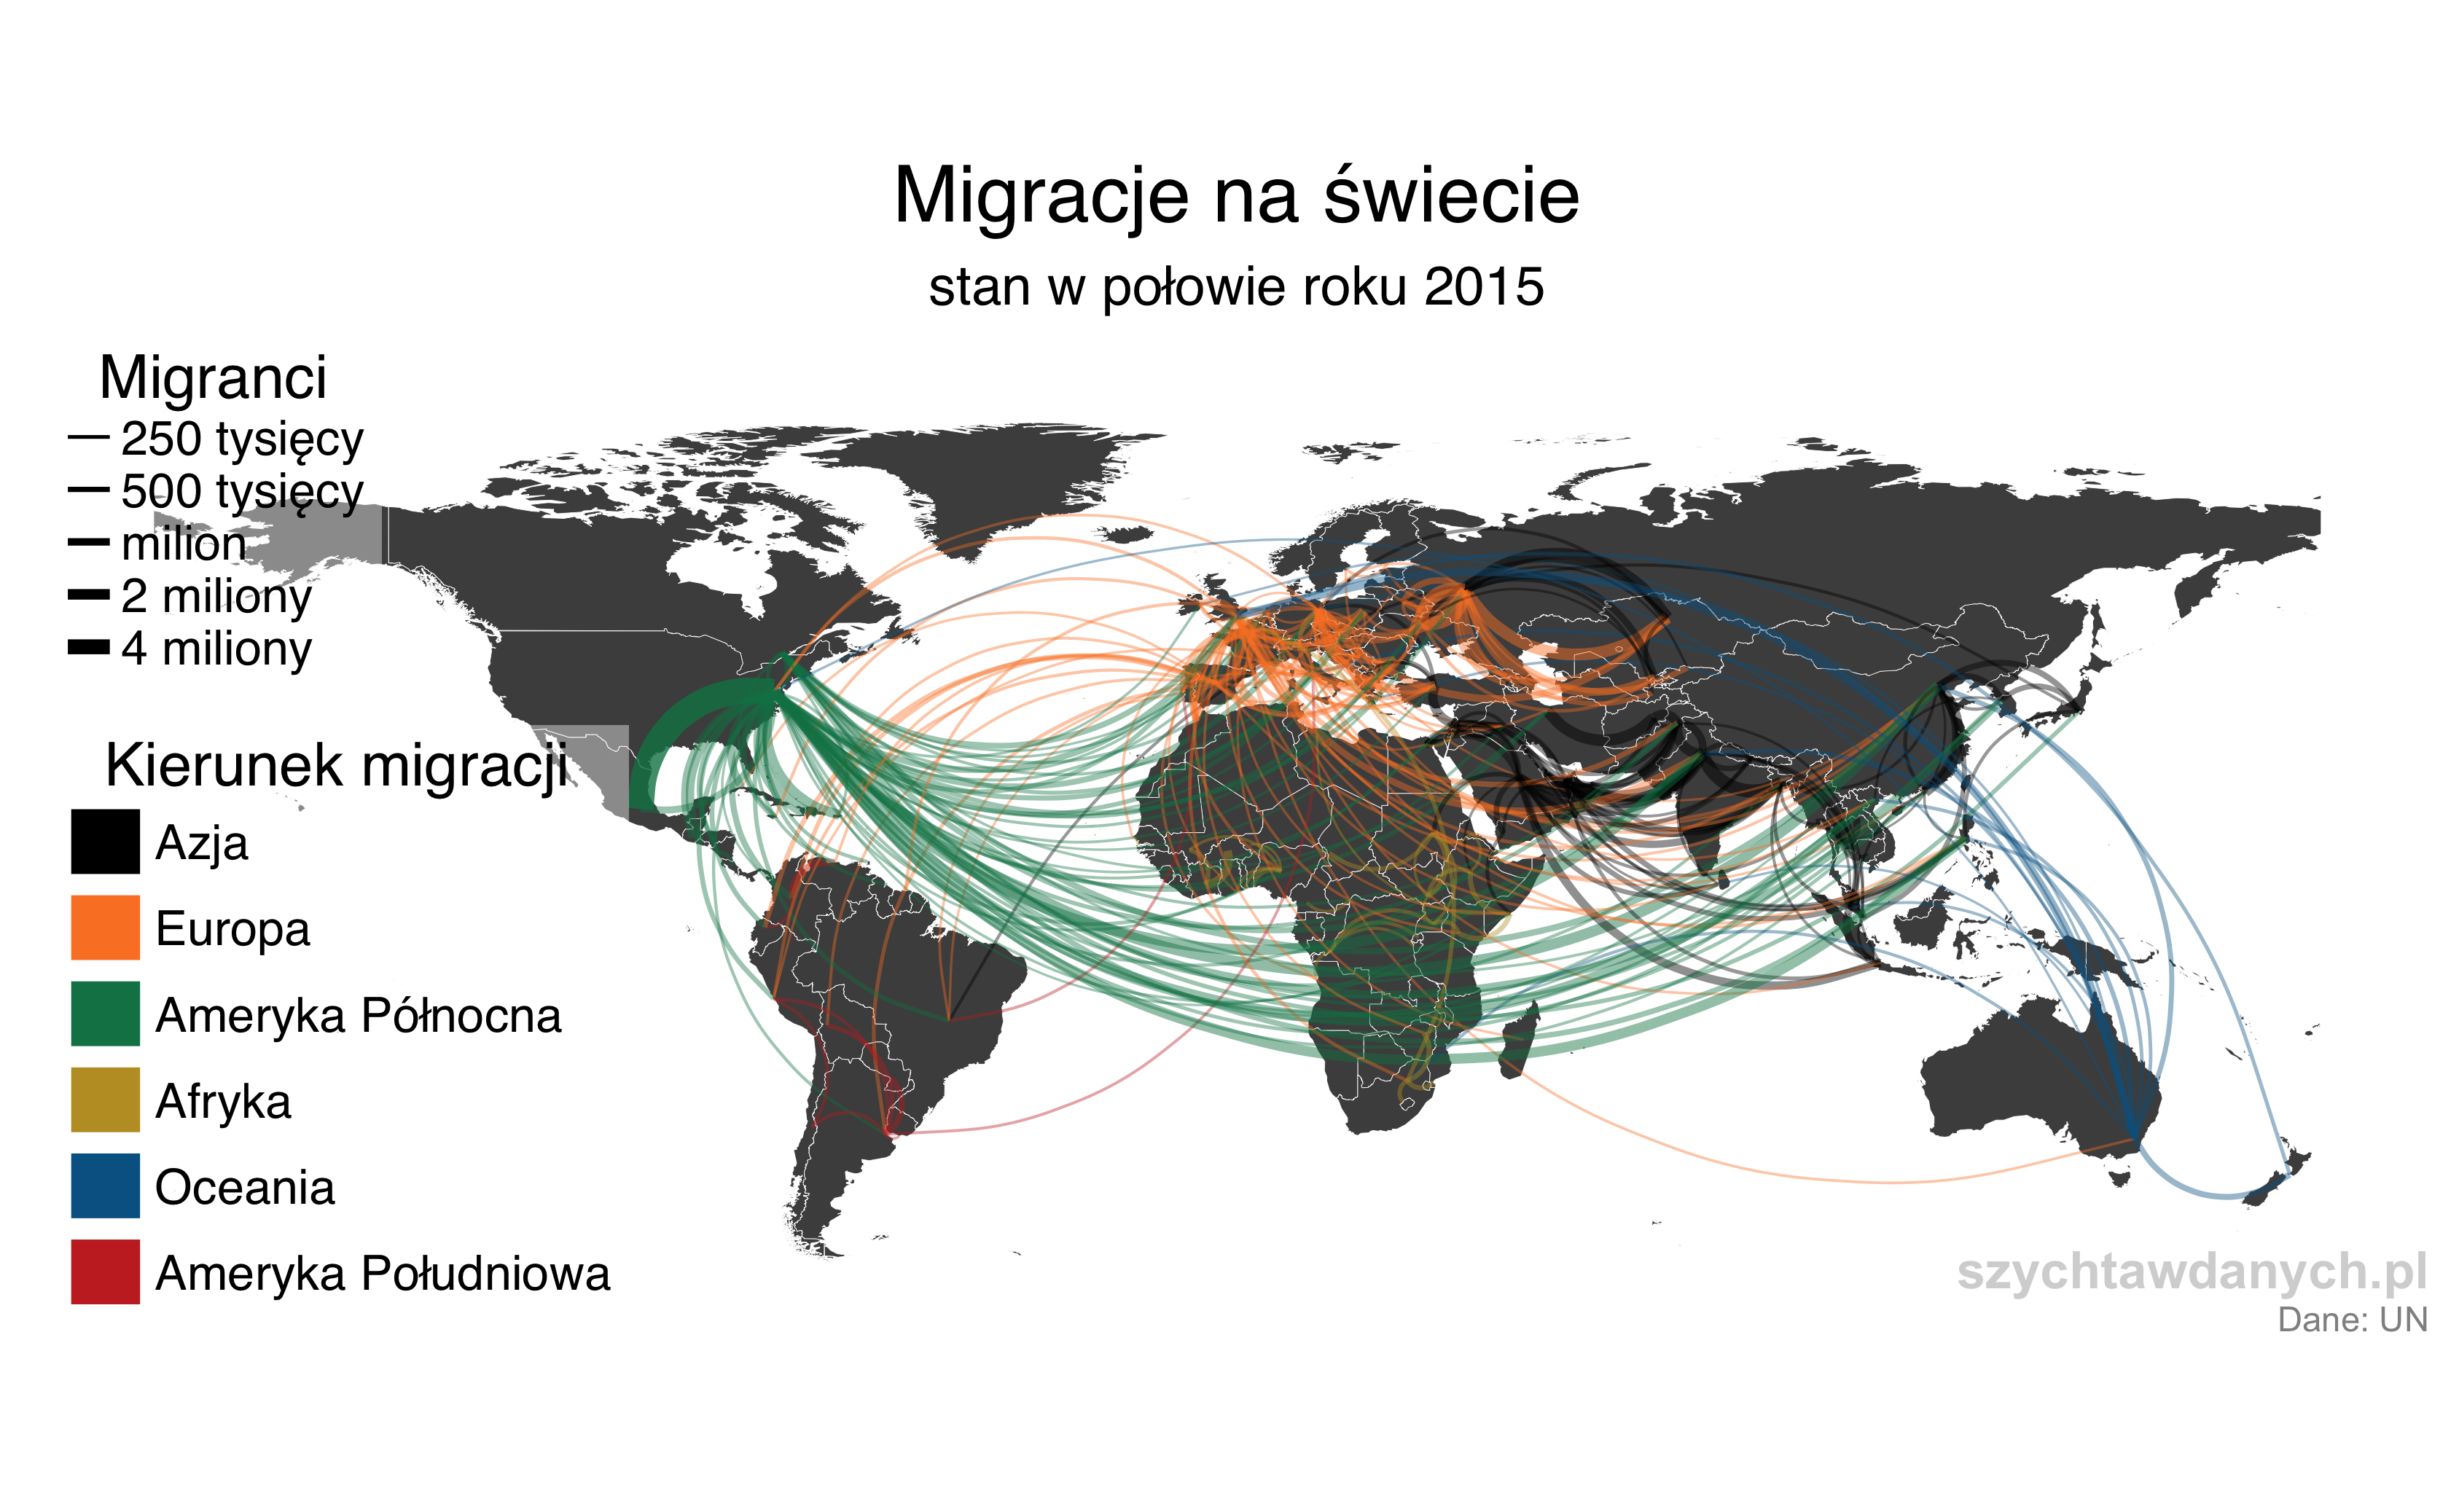 Migracje na świecie
stan w połowie roku 2015
Migranci
250 tysięcy
500 tysięcy
milion
2 miliony
4 miliony
Kierunek migracji
Azja
Europa
Ameryka Północna
Afryka
Oceania
Ameryka Południowa
szychtawdanych.pl
Dane: UN